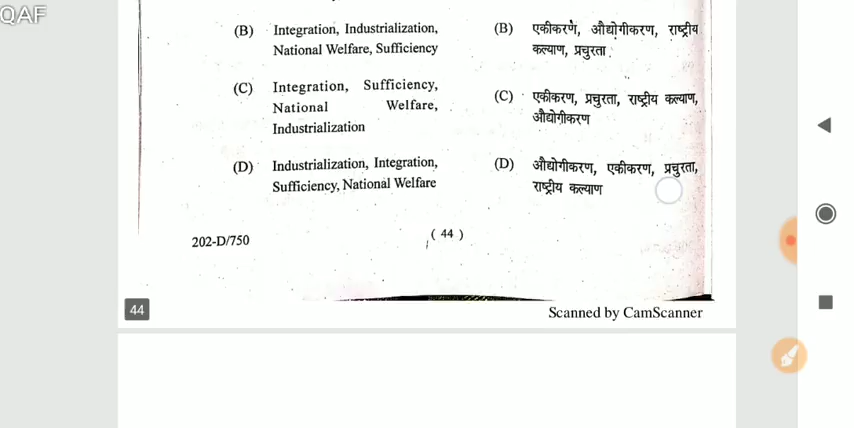 QAF
(B) Integration, Industrialization,
National Welfare, Sufficiency
(B) एकीकरण, औद्योगीकरण, राष्ट्रीय
कल्याण, प्रचुरता
(C) Integration, Sufficiency,
National Welfare,
Industrialization
(C) एकीकरण, प्रचुरता, राष्ट्रीय कल्याण,
औद्योगीकरण
(D) Industrialization, Integration,
Sufficiency, National Welfare
(D) औद्योगीकरण, एकीकरण, प्रचुरता,
राष्ट्रीय कल्याण
202-D/750
( 44 )
44
Scanned by CamScanner